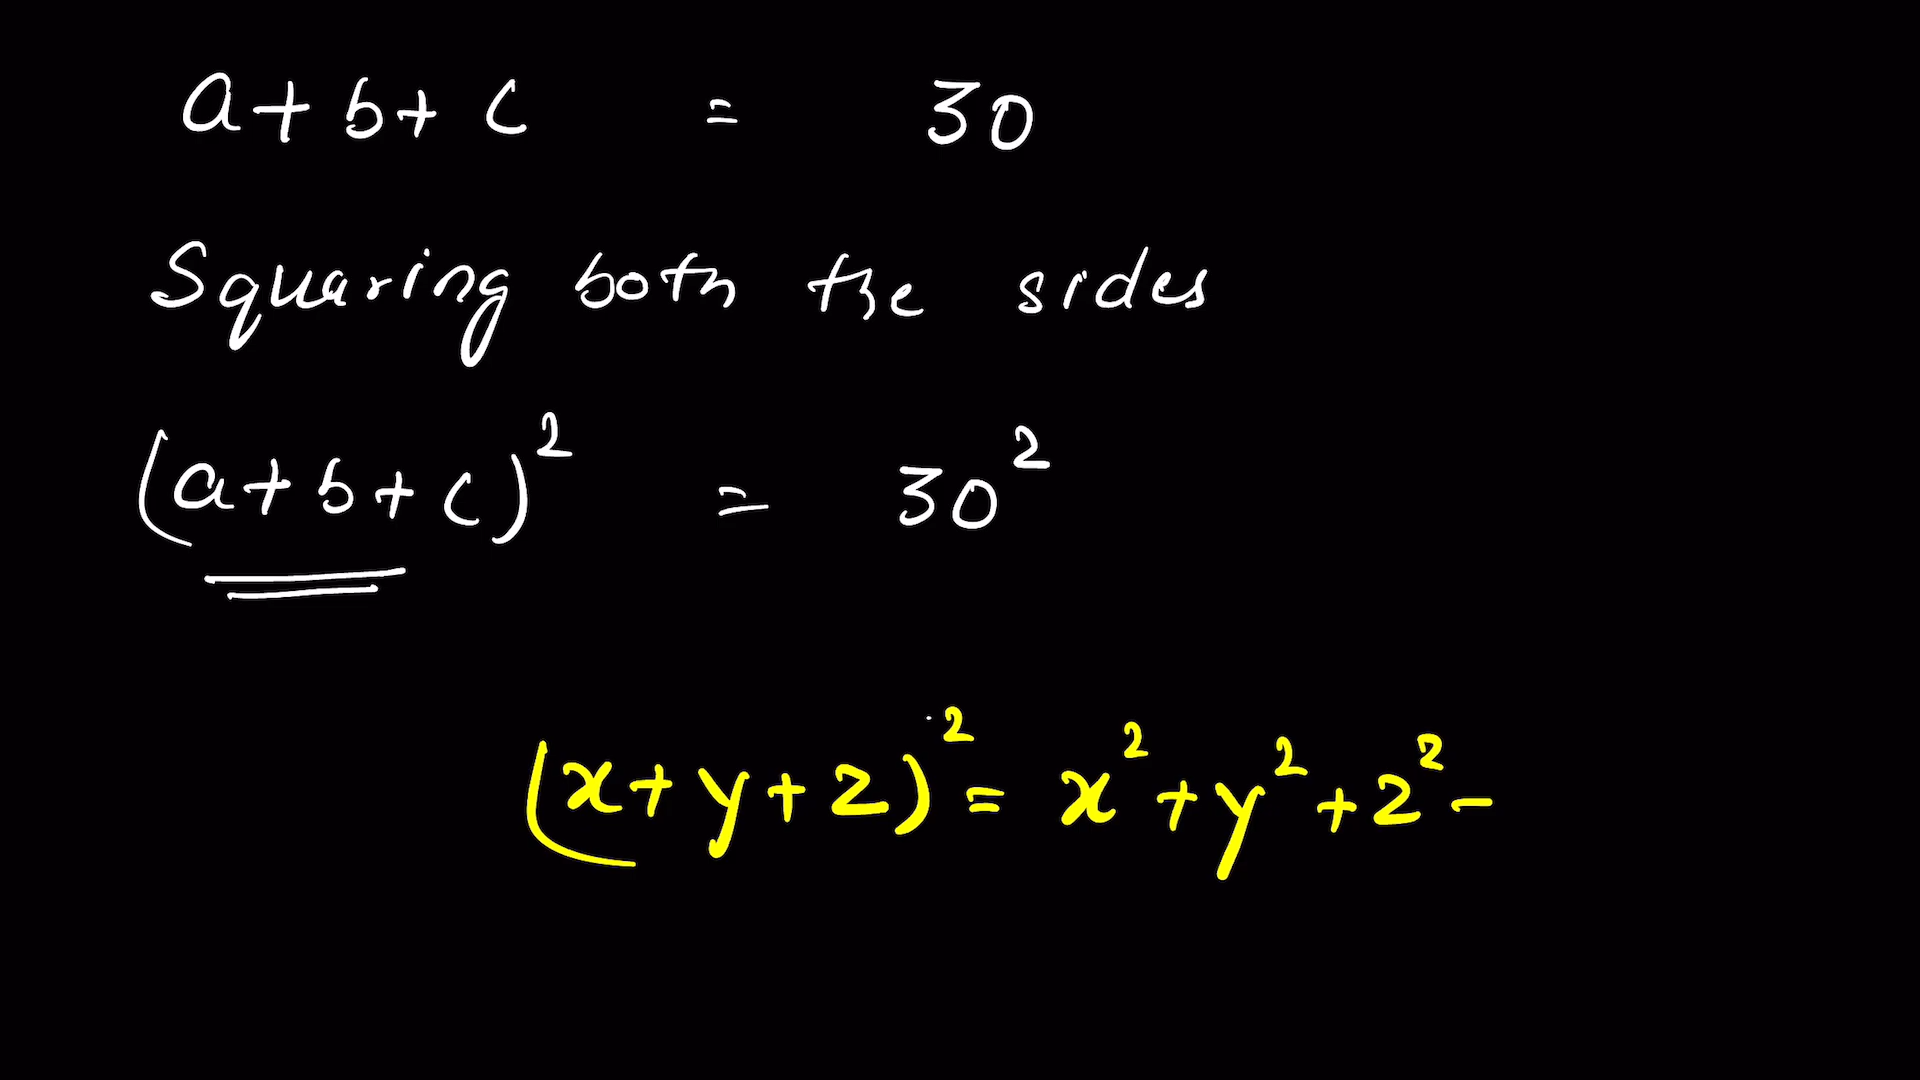 a + b + c = 30
Squaring both the sides
(a + b + c)² = 30²
(x + y + z)² = x² + y² + z² –